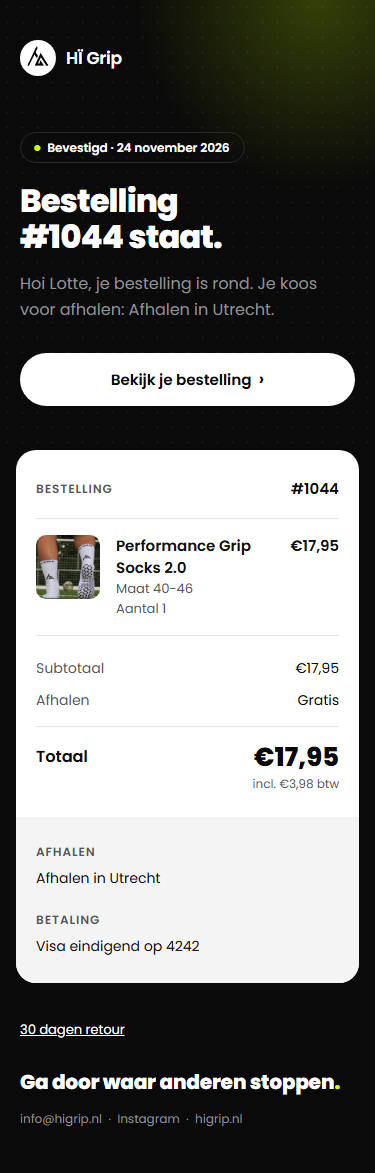 HÏ Grip
Bevestigd · 24 november 2026
Bestelling
#1044 staat.
Hoi Lotte, je bestelling is rond. Je koos
voor afhalen: Afhalen in Utrecht.
Bekijk je bestelling ›
BESTELLING #1044
Performance Grip €17,95
Socks 2.0
Maat 40-46
Aantal 1
Subtotaal €17,95
Afhalen Gratis
Totaal €17,95
incl. €3,98 btw
AFHALEN
Afhalen in Utrecht
BETALING
Visa eindigend op 4242
30 dagen retour
Ga door waar anderen stoppen.
info@higrip.nl · Instagram · higrip.nl